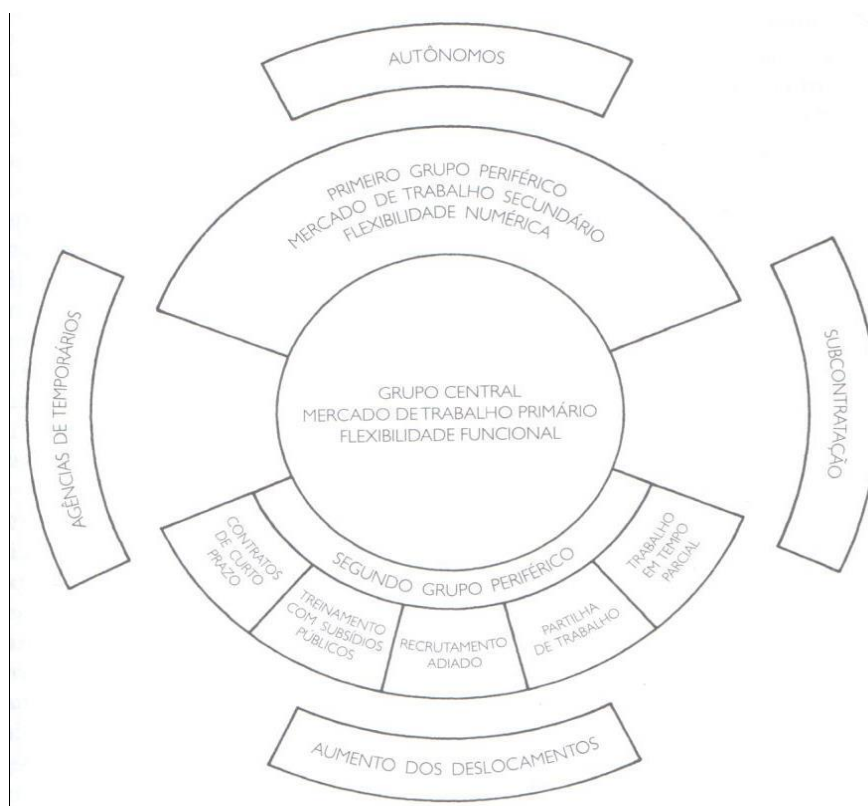 AUTÔNOMOS
PRIMEIRO GRUPO PERIFÉRICO
MERCADO DE TRABALHO SECUNDÁRIO
FLEXIBILIDADE NUMÉRICA
AGÊNCIAS DE TEMPORÁRIOS
SUBCONTRATAÇÃO
GRUPO CENTRAL
MERCADO DE TRABALHO PRIMÁRIO
FLEXIBILIDADE FUNCIONAL
SEGUNDO GRUPO PERIFÉRICO
CONTRATOS
DE CURTO
PRAZO
TREINAMENTO
COM SUBSÍDIOS
PÚBLICOS
RECRUTAMENTO
ADIADO
PARTILHA
DE TRABALHO
TRABALHO
EM TEMPO
PARCIAL
AUMENTO DOS DESLOCAMENTOS